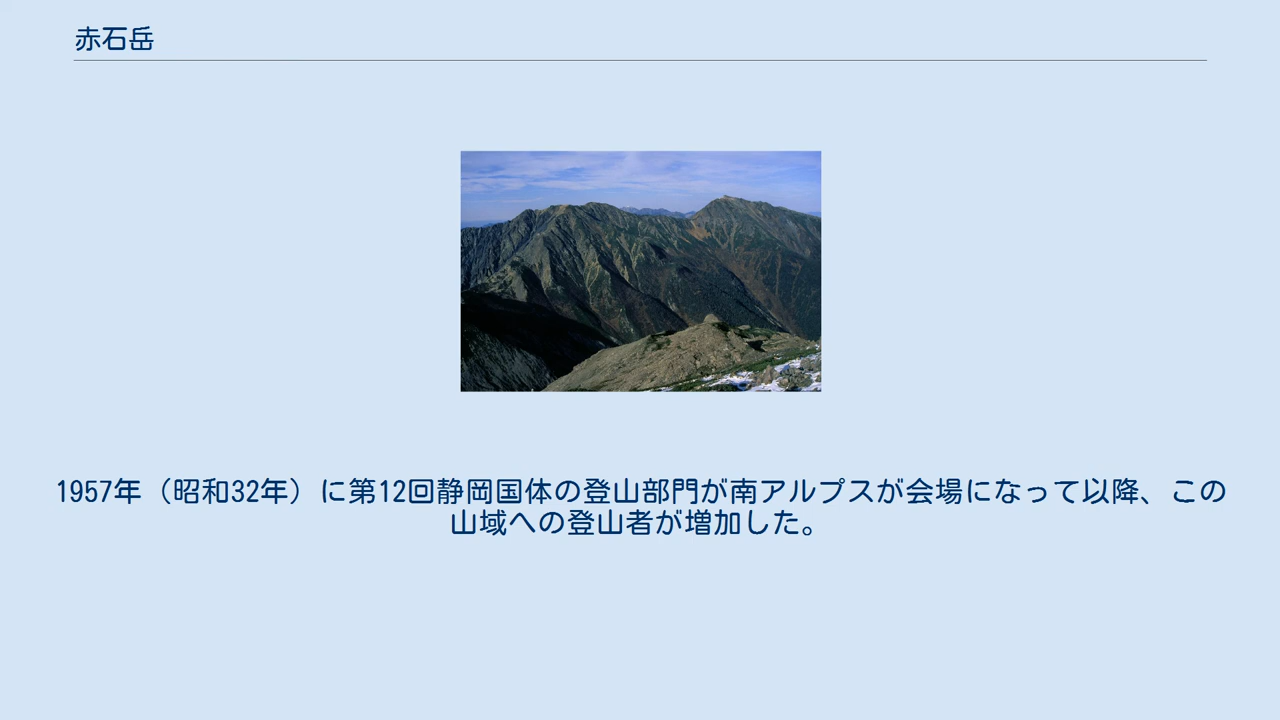 赤石岳
1957年（昭和32年）に第12回静岡国体の登山部門が南アルプスが会場になって以降、この
山域への登山者が増加した。